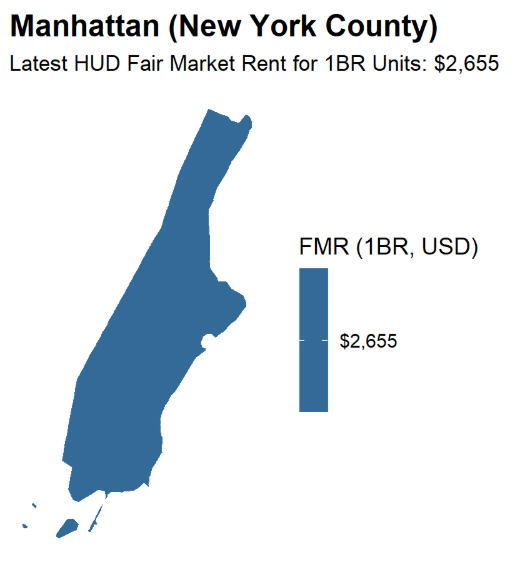 Manhattan (New York County)
Latest HUD Fair Market Rent for 1BR Units: $2,655
FMR (1BR, USD)
$2,655